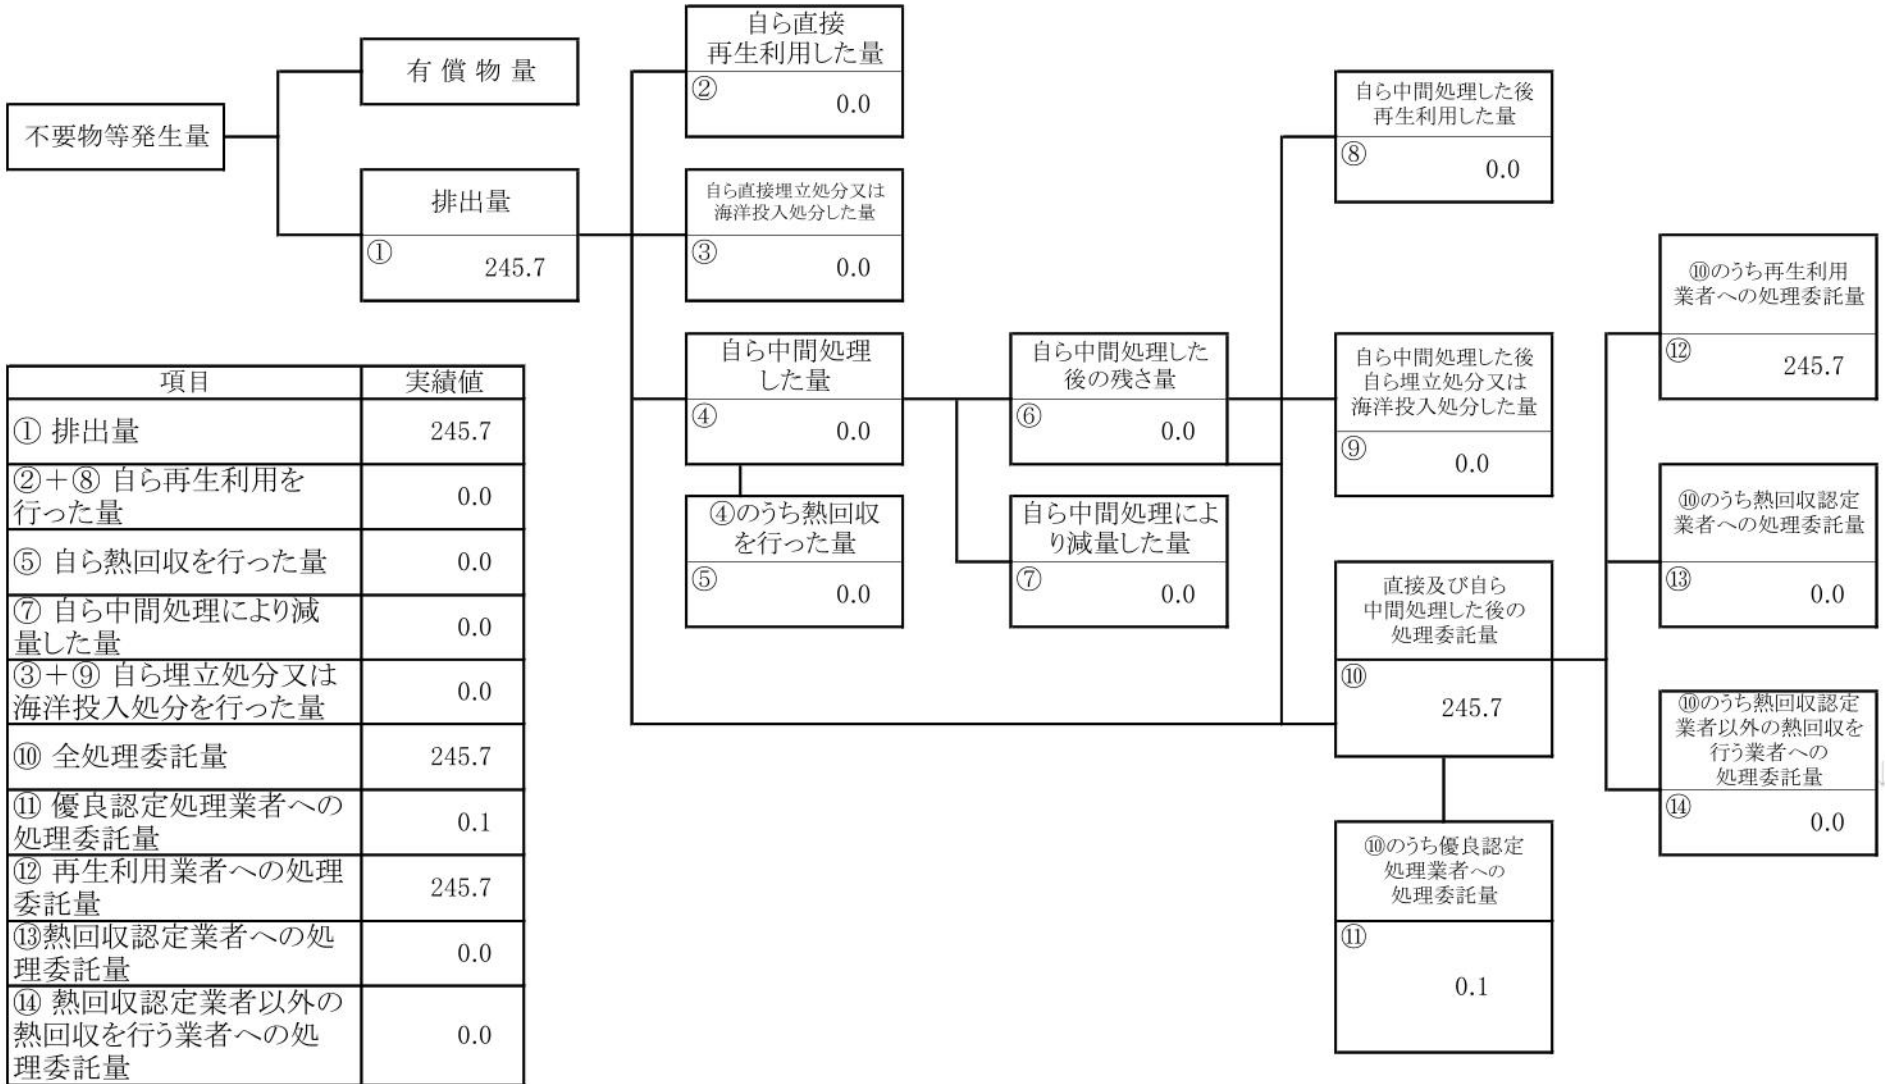 不要物等発生量
有償物量
排出量
①
245.7
自ら直接
再生利用した量
②
0.0
自ら直接埋立処分又は
海洋投入処分した量
③
0.0
自ら中間処理
した量
④
0.0
④のうち熱回収
を行った量
⑤
0.0
自ら中間処理した
後の残さ量
⑥
0.0
自ら中間処理によ
り減量した量
⑦
0.0
自ら中間処理した後
再生利用した量
⑧
0.0
自ら中間処理した後
自ら埋立処分又は
海洋投入処分した量
⑨
0.0
直接及び自ら
中間処理した後の
処理委託量
⑩
245.7
⑩のうち優良認定
処理業者への
処理委託量
⑪
0.1
⑩のうち再生利用
業者への処理委託量
⑫
245.7
⑩のうち熱回収認定
業者への処理委託量
⑬
0.0
⑩のうち熱回収認定
業者以外の熱回収を
行う業者への
処理委託量
⑭
0.0
項目 実績値
① 排出量 245.7
②+⑧ 自ら再生利用を
行った量 0.0
⑤ 自ら熱回収を行った量 0.0
⑦ 自ら中間処理により減
量した量 0.0
③+⑨ 自ら埋立処分又は
海洋投入処分を行った量 0.0
⑩ 全処理委託量 245.7
⑪ 優良認定処理業者への
処理委託量 0.1
⑫ 再生利用業者への処理
委託量 245.7
⑬熱回収認定業者への処
理委託量 0.0
⑭ 熱回収認定業者以外の
熱回収を行う業者への処
理委託量 0.0